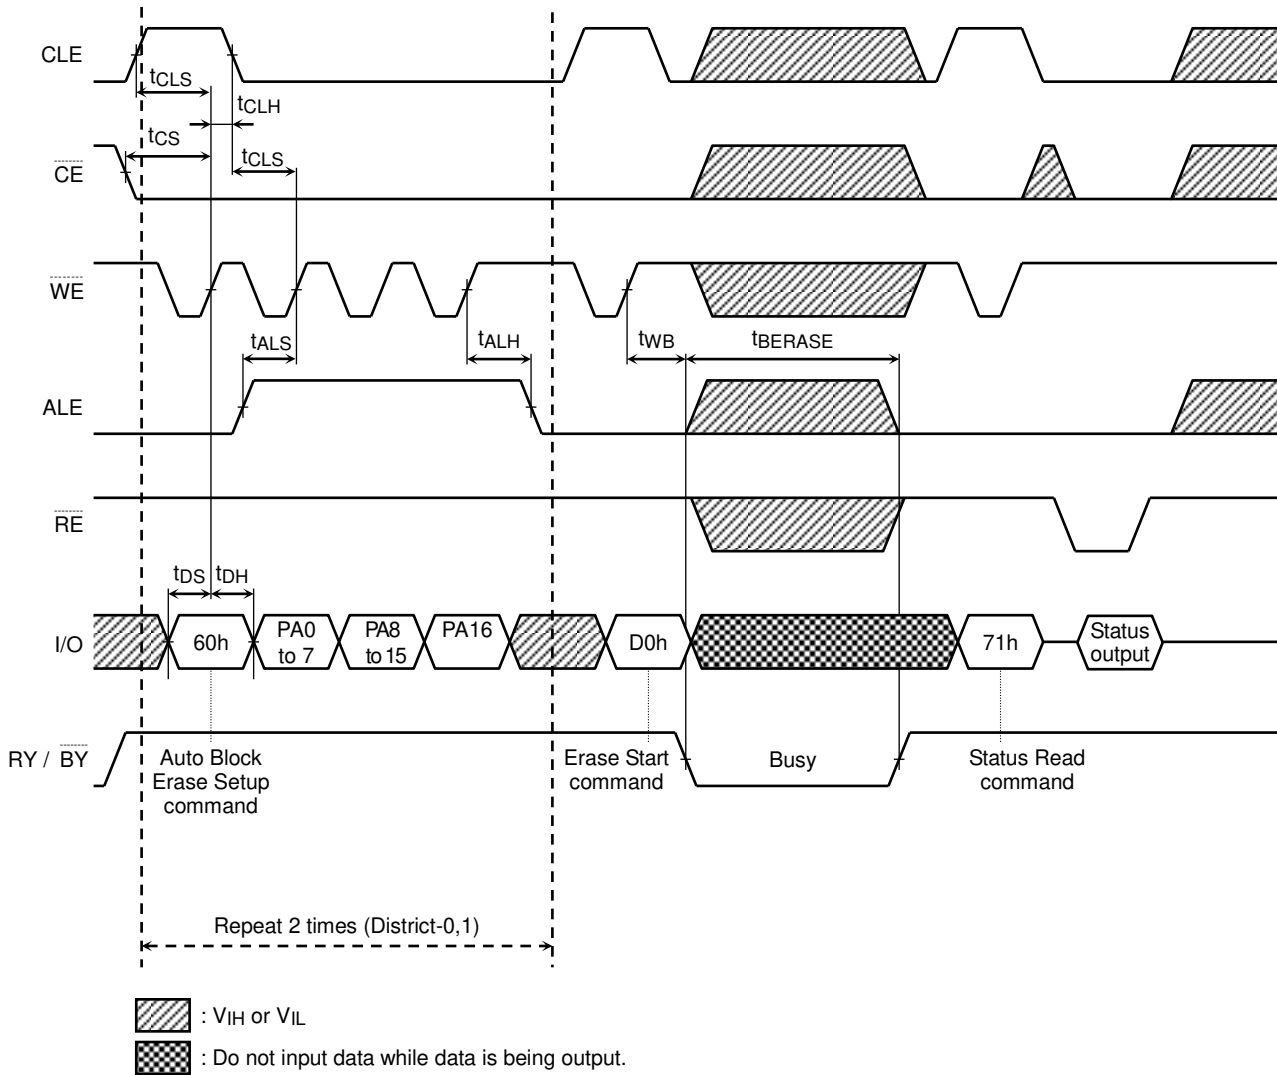 CLE
tCLS
tCLH
tCS
tCLS
CE
WE
tALS
tALH
tWB
tBERASE
ALE
RE
tDS
tDH
I/O
60h
PA0
to 7
PA8
to 15
PA16
D0h
71h
Status
output
RY / BY
Auto Block
Erase Setup
command
Erase Start
command
Busy
Status Read
command
Repeat 2 times (District-0,1)
: VIH or VIL
: Do not input data while data is being output.